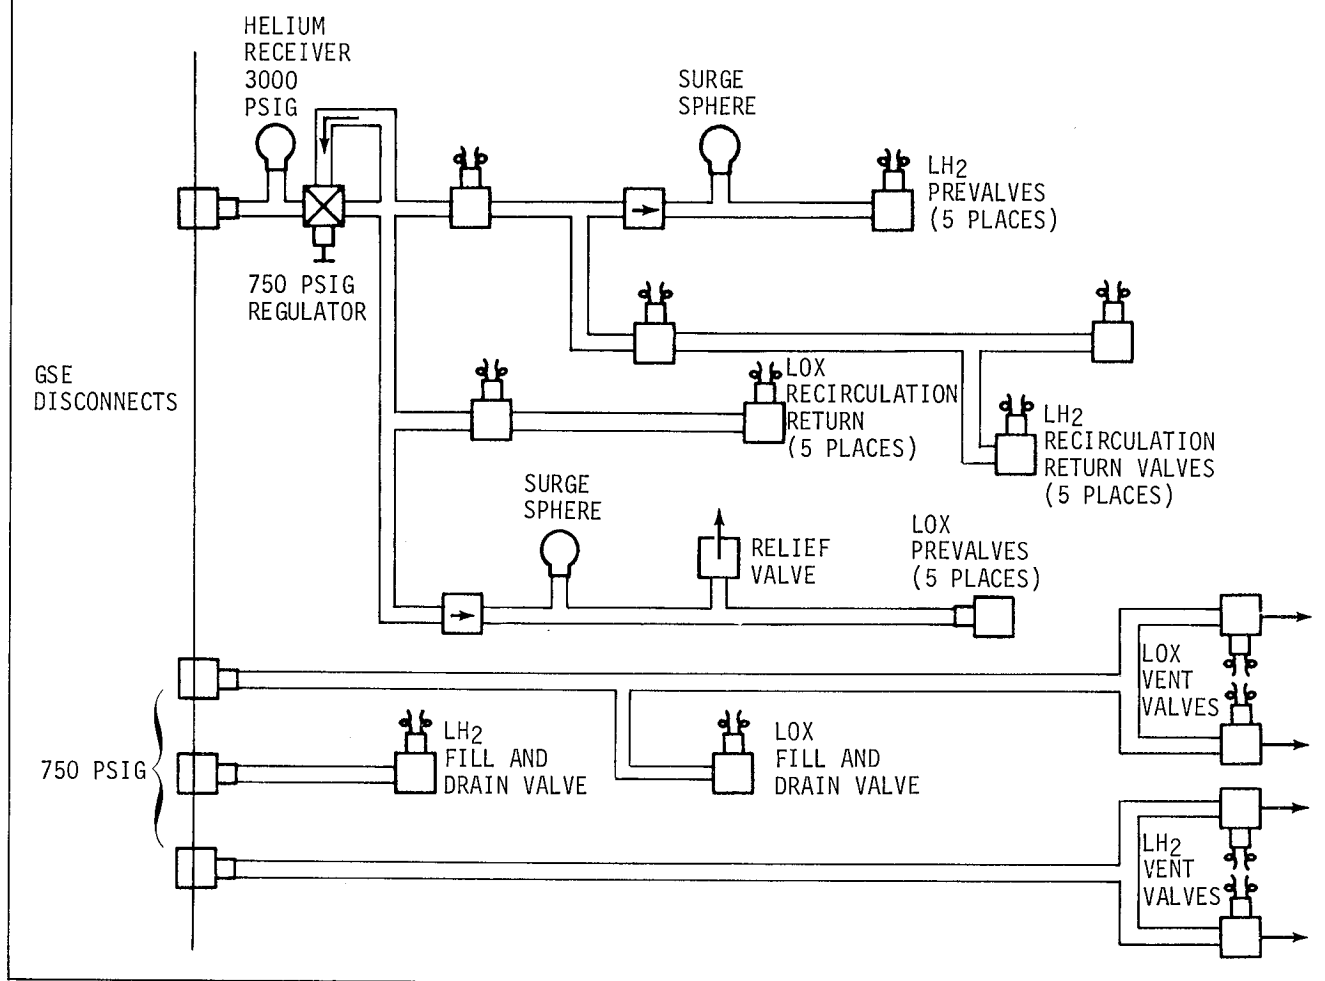 HELIUM
RECEIVER
3000
PSIG
SURGE
SPHERE
LH2
PREVALVES
(5 PLACES)
750 PSIG
REGULATOR
GSE
DISCONNECTS
LOX
RECIRCULATION
RETURN
(5 PLACES)
LH2
RECIRCULATION
RETURN VALVES
(5 PLACES)
SURGE
SPHERE
RELIEF
VALVE
LOX
PREVALVES
(5 PLACES)
LOX
VENT
VALVES
750 PSIG
LH2
FILL AND
DRAIN VALVE
LOX
FILL AND
DRAIN VALVE
LH2
VENT
VALVES